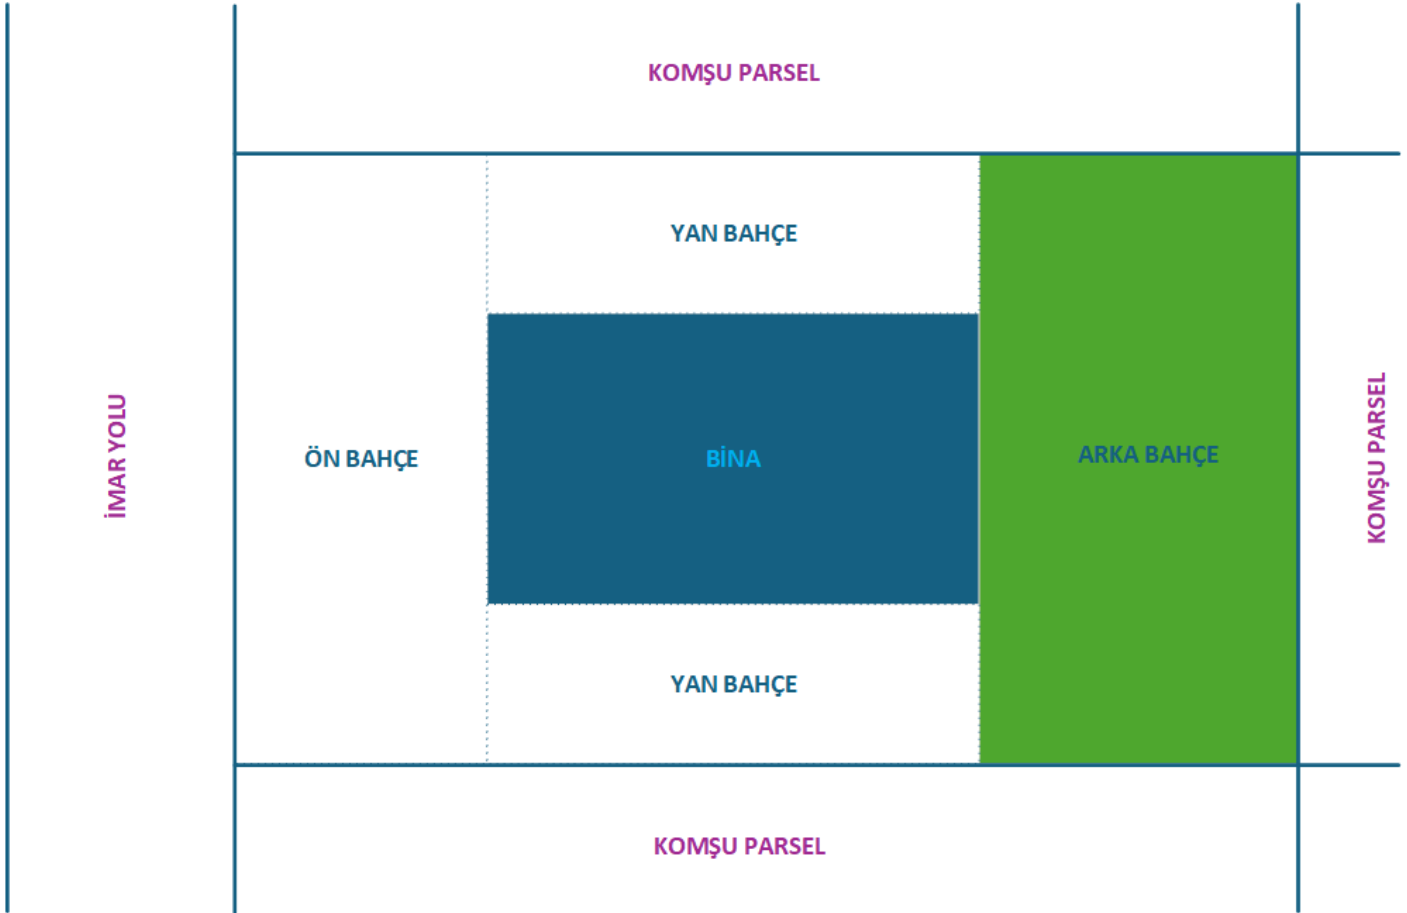 KOMŞU PARSEL
YAN BAHÇE
İMAR YOLU
ÖN BAHÇE
BİNA
ARKA BAHÇE
KOMŞU PARSEL
YAN BAHÇE
KOMŞU PARSEL